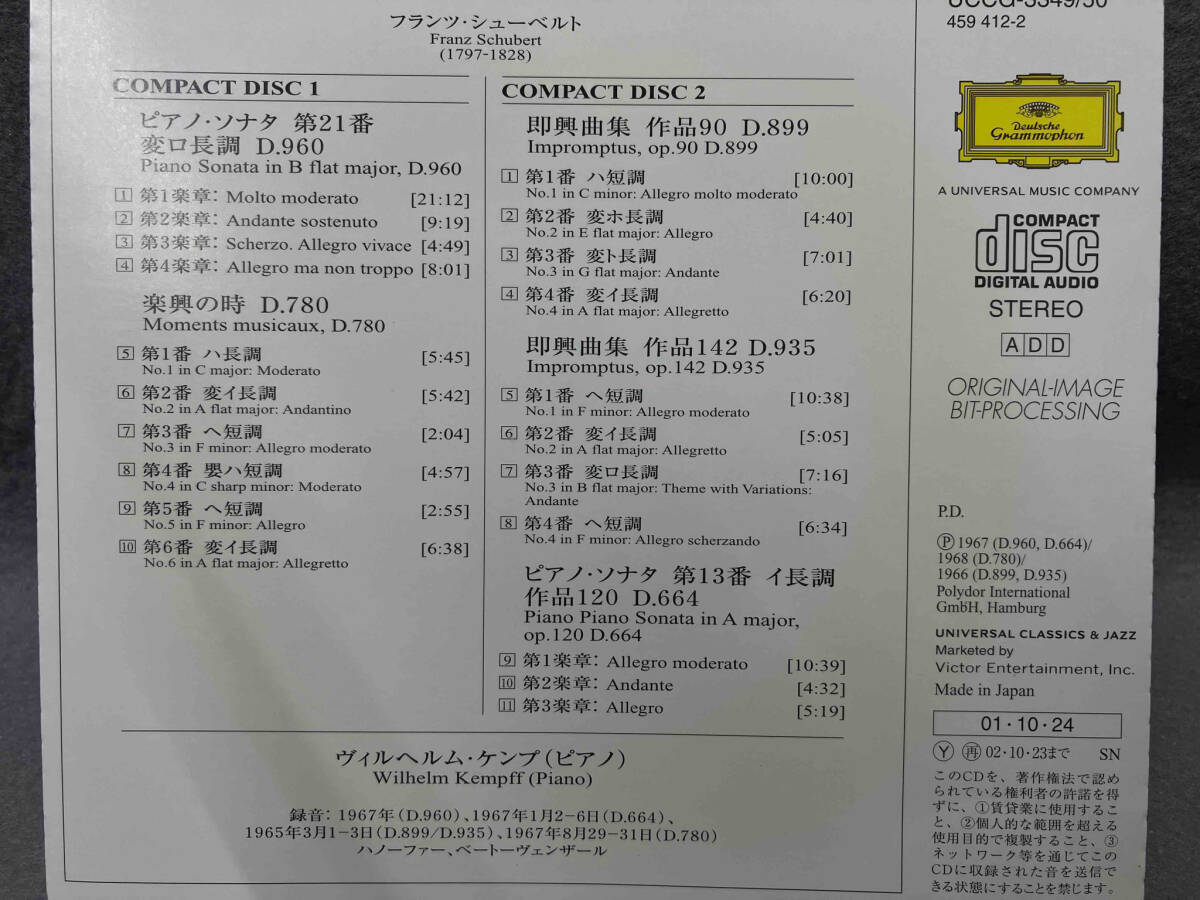 フランツ・シューベルト
Franz Schubert
(1797-1828)
COMPACT DISC 1
ピアノ・ソナタ 第21番
変ロ長調 D.960
Piano Sonata in B flat major, D.960
1 第1楽章: Molto moderato [21:12]
2 第2楽章: Andante sostenuto [9:19]
3 第3楽章: Scherzo. Allegro vivace [4:49]
4 第4楽章: Allegro ma non troppo [8:01]
楽興の時 D.780
Moments musicaux, D.780
5 第1番 ハ長調 [5:45]
No.1 in C major: Moderato
6 第2番 変イ長調 [5:42]
No.2 in A flat major: Andantino
7 第3番 ヘ短調 [2:04]
No.3 in F minor: Allegro moderato
8 第4番 嬰ハ短調 [4:57]
No.4 in C sharp minor: Moderato
9 第5番 ヘ短調 [2:55]
No.5 in F minor: Allegro
10 第6番 変イ長調 [6:38]
No.6 in A flat major: Allegretto
COMPACT DISC 2
即興曲集 作品90 D.899
Impromptus, op.90 D.899
1 第1番 ハ短調 [10:00]
No.1 in C minor: Allegro molto moderato
2 第2番 変ホ長調 [4:40]
No.2 in E flat major: Allegro
3 第3番 変ト長調 [7:01]
No.3 in G flat major: Andante
4 第4番 変イ長調 [6:20]
No.4 in A flat major: Allegretto
即興曲集 作品142 D.935
Impromptus, op.142 D.935
5 第1番 ヘ短調 [10:38]
No.1 in F minor: Allegro moderato
6 第2番 変イ長調 [5:05]
No.2 in A flat major: Allegretto
7 第3番 変ロ長調 [7:16]
No.3 in B flat major: Theme with Variations:
Andante
8 第4番 ヘ短調 [6:34]
No.4 in F minor: Allegro scherzando
ピアノ・ソナタ 第13番 イ長調
作品120 D.664
Piano Piano Sonata in A major,
op.120 D.664
9 第1楽章: Allegro moderato [10:39]
10 第2楽章: Andante [4:32]
11 第3楽章: Allegro [5:19]
ヴィルヘルム・ケンプ(ピアノ)
Wilhelm Kempff (Piano)
録音: 1967年(D.960)、1967年1月2-6日(D.664)、
1965年3月1-3日(D.899/D.935)、1967年8月29-31日(D.780)
ハノーファー、ベートーヴェンザール
UCCG-3349/50
459 412-2
Deutsche
Grammophon
A UNIVERSAL MUSIC COMPANY
COMPACT
disc
DIGITAL AUDIO
STEREO
ADD
ORIGINAL-IMAGE
BIT-PROCESSING
P.D.
Ⓟ 1967 (D.960, D.664)/
1968 (D.780)/
1966 (D.899, D.935)
Polydor International
GmbH, Hamburg
UNIVERSAL CLASSICS & JAZZ
Marketed by
Victor Entertainment, Inc.
Made in Japan
01・10・24
Ⓨ 再 02・10・23まで SN
このCDを、著作権法で認め
られている権利者の許諾を得
ずに、①賃貸業に使用するこ
と、②個人的な範囲を超える
使用目的で複製すること、③
ネットワーク等を通じてこの
CDに収録された音を送信で
きる状態にすることを禁じます。